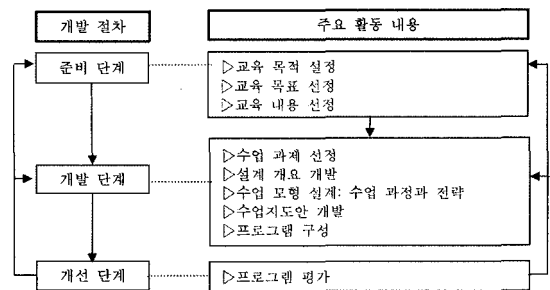 개발 절차
주요 활동 내용
준비 단계
▷교육 목적 설정
▷교육 목표 선정
▷교육 내용 선정
개발 단계
▷수업 과제 선정
▷설계 개요 개발
▷수업 모형 설계: 수업 과정과 전략
▷수업지도안 개발
▷프로그램 구성
개선 단계
▷프로그램 평가